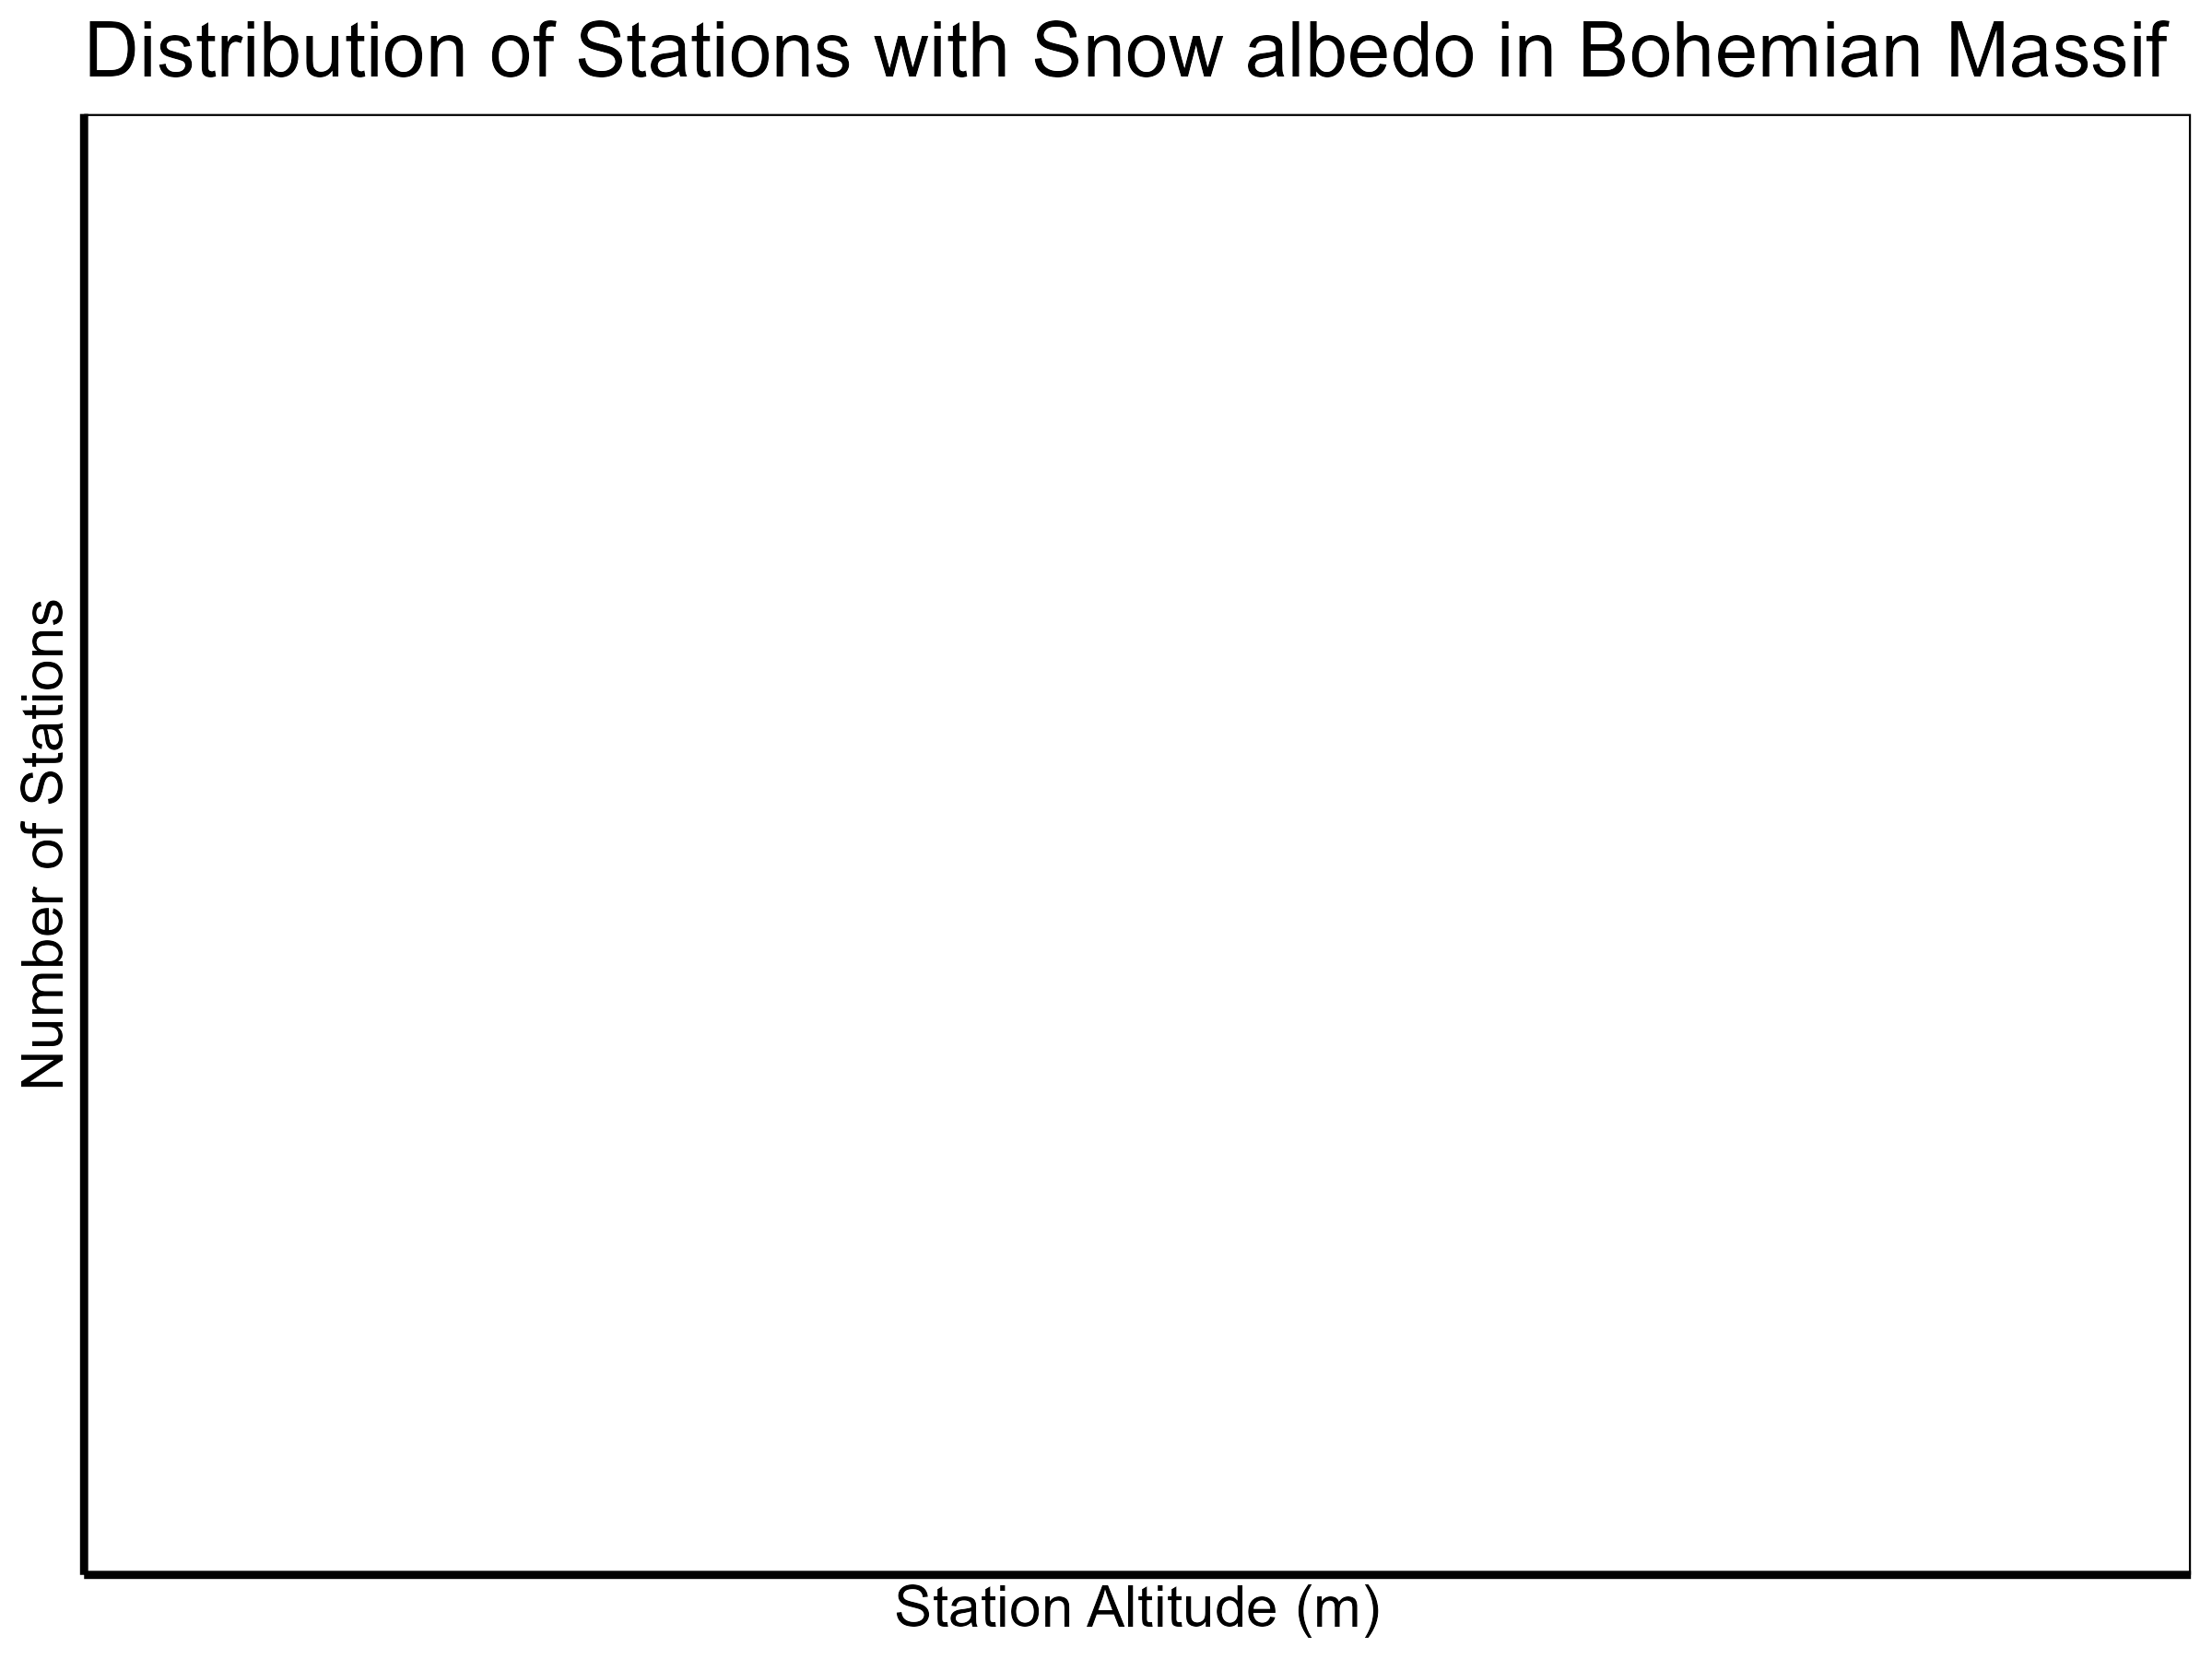 Distribution of Stations with Snow albedo in Bohemian Massif
Number of Stations
Station Altitude (m)